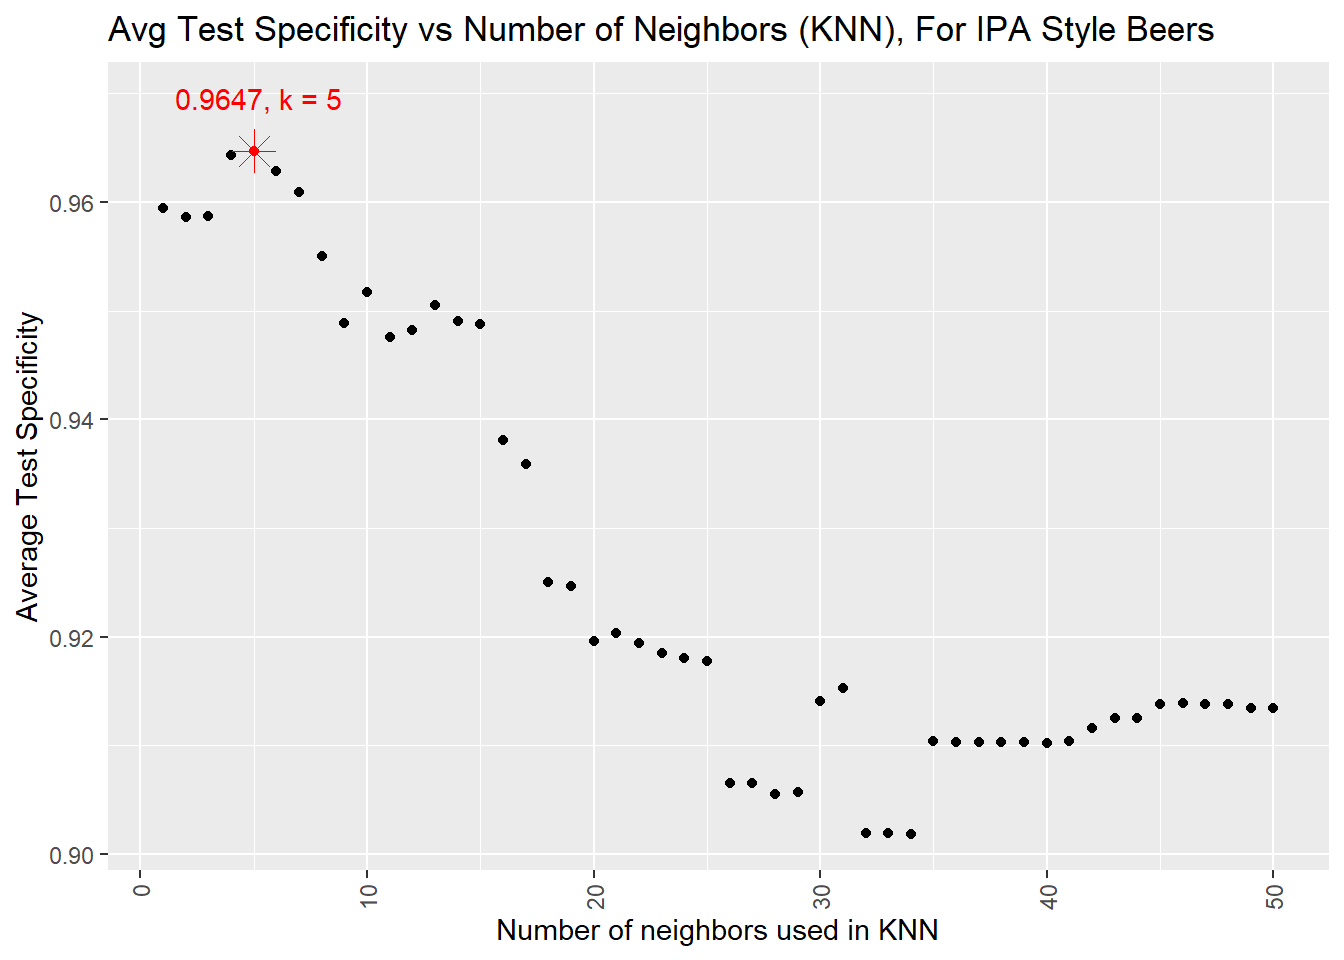 Avg Test Specificity vs Number of Neighbors (KNN), For IPA Style Beers
0.9647, k = 5
Average Test Specificity
0.96
0.94
0.92
0.90
0
10
20
30
40
50
Number of neighbors used in KNN